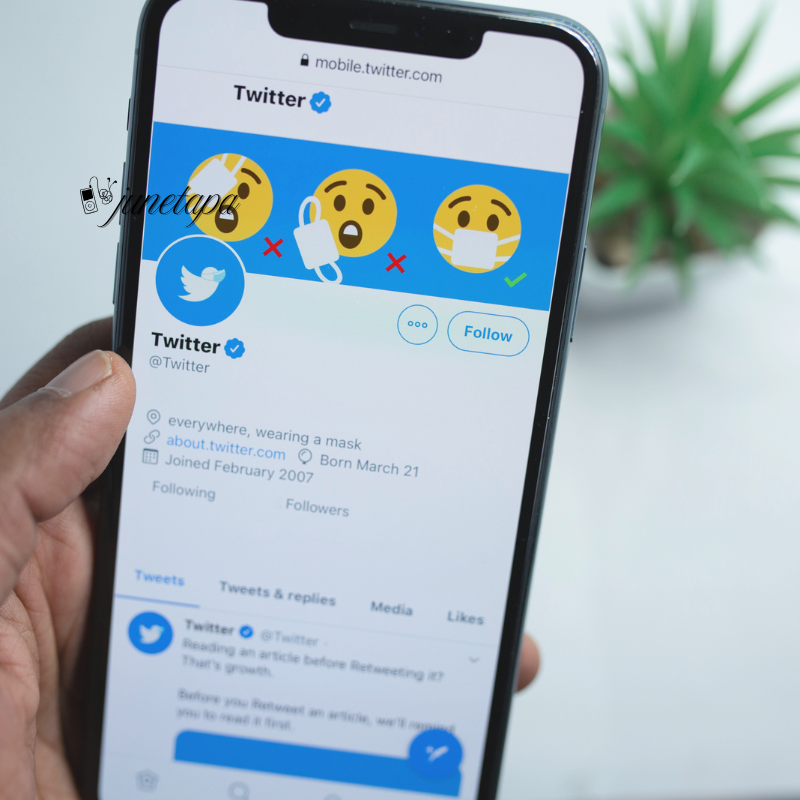 mobile.twitter.com
Twitter
junetapa
Twitter
@Twitter
Follow
everywhere, wearing a mask
about.twitter.com Born March 21
Joined February 2007
Following Followers
Tweets Tweets & replies Media Likes
Twitter @Twitter ·
Reading an article before Retweeting it?
That's growth.
Before you Retweet an article, we'll remind
you to read it first.